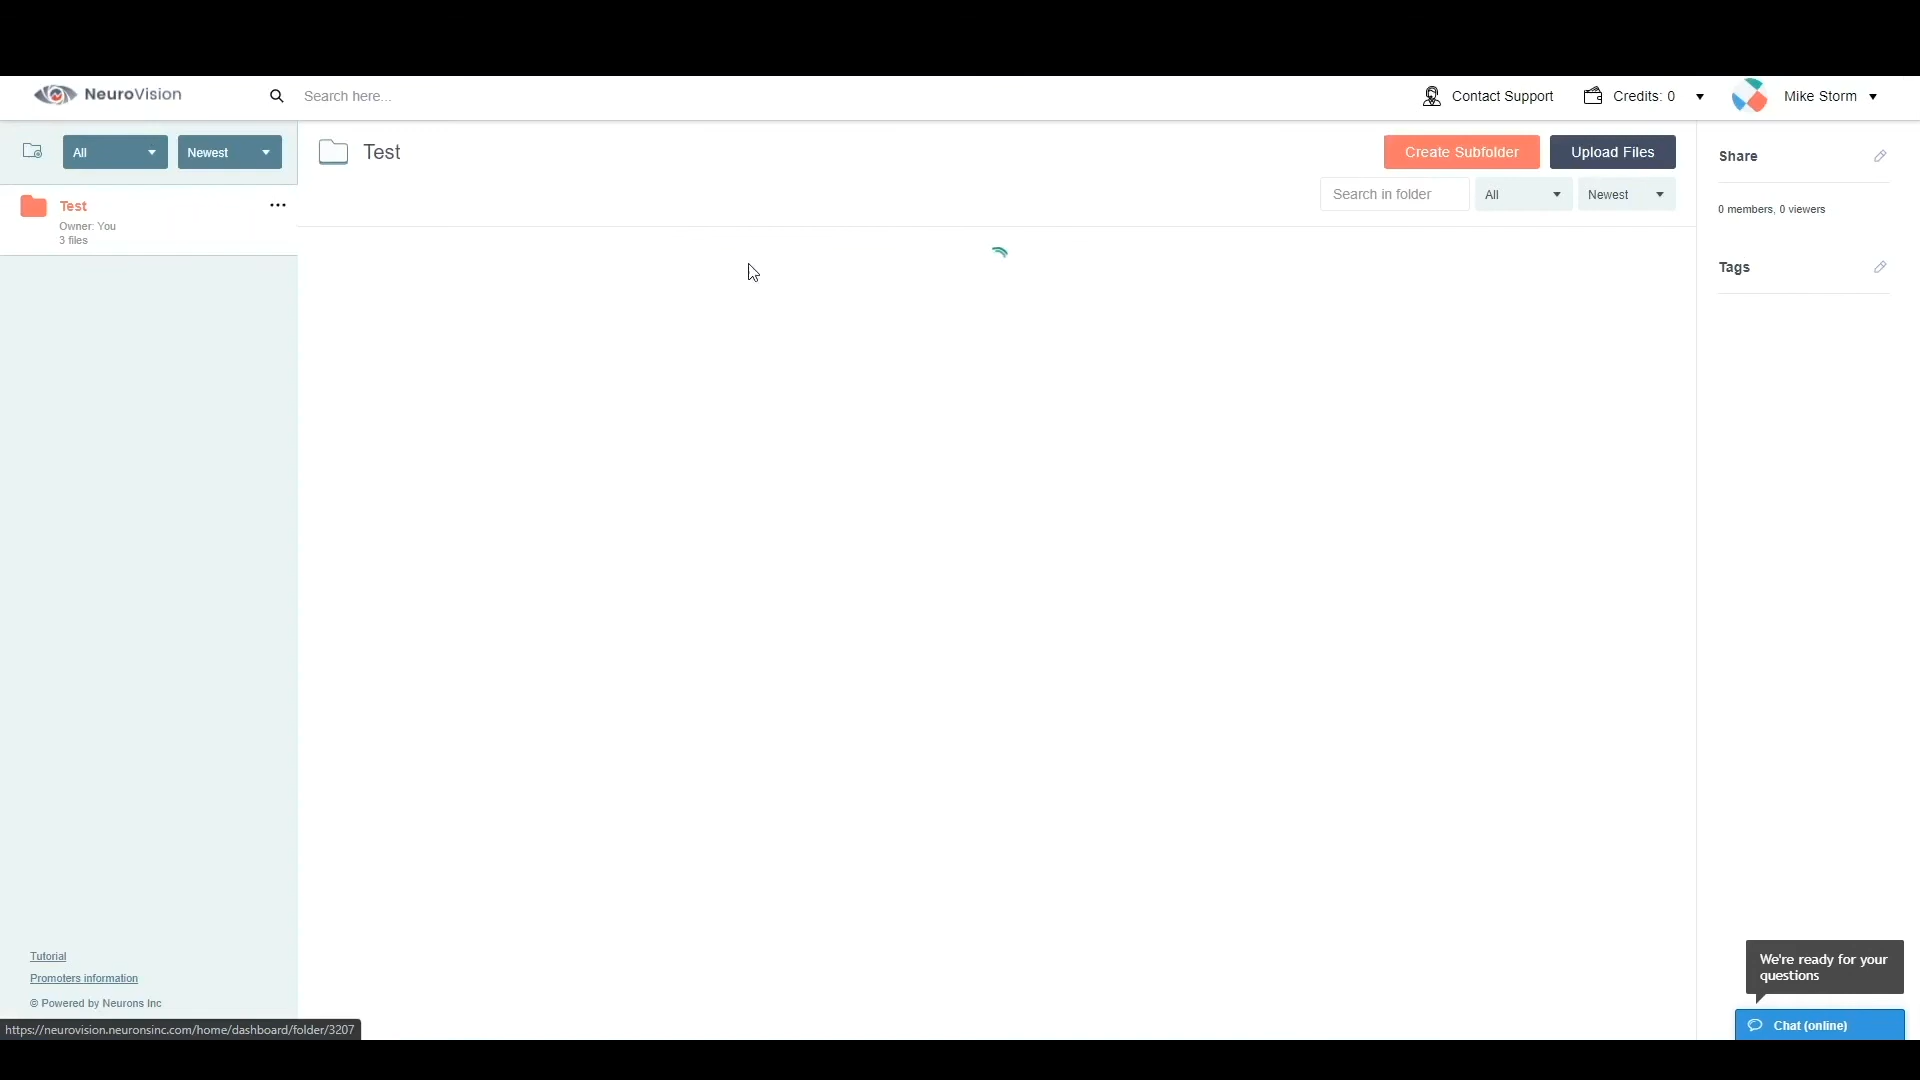 NeuroVision
Search here...
Contact Support
Credits: 0
Mike Storm
All
Newest
Test
Create Subfolder
Upload Files
Share
Search in folder
All
Newest
Test
Owner: You
3 files
0 members, 0 viewers
Tags
Tutorial
Promoters information
© Powered by Neurons Inc
https://neurovision.neuronsinc.com/home/dashboard/folder/3207
We're ready for your
questions
Chat (online)